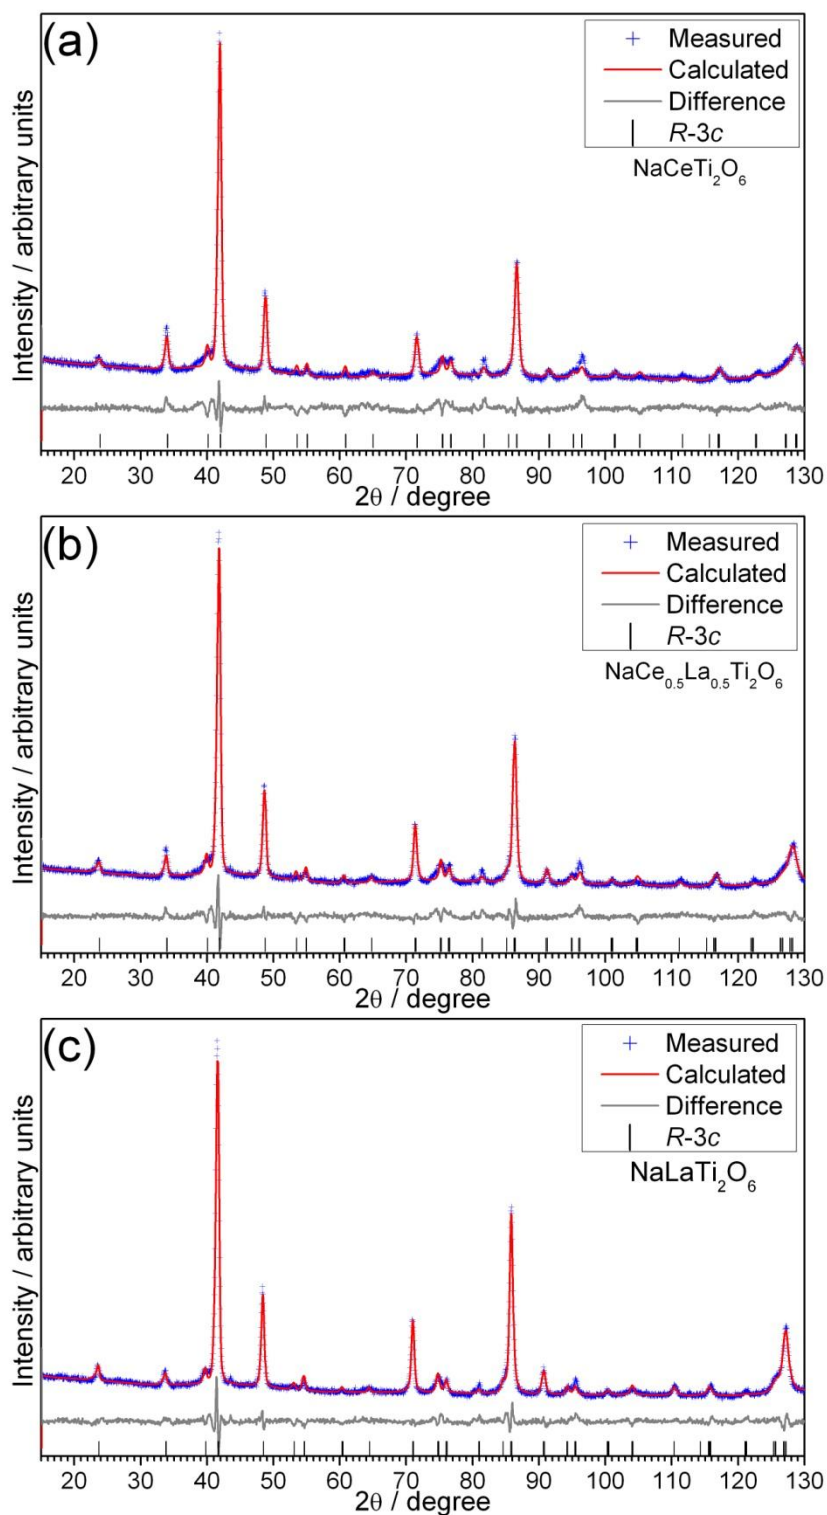 (a)
Measured
Calculated
Difference
R-3c
NaCeTi₂O₆
Intensity / arbitrary units
20 30 40 50 60 70 80 90 100 110 120 130
2θ / degree
(b)
Measured
Calculated
Difference
R-3c
NaCe₀.₅La₀.₅Ti₂O₆
Intensity / arbitrary units
20 30 40 50 60 70 80 90 100 110 120 130
2θ / degree
(c)
Measured
Calculated
Difference
R-3c
NaLaTi₂O₆
Intensity / arbitrary units
20 30 40 50 60 70 80 90 100 110 120 130
2θ / degree